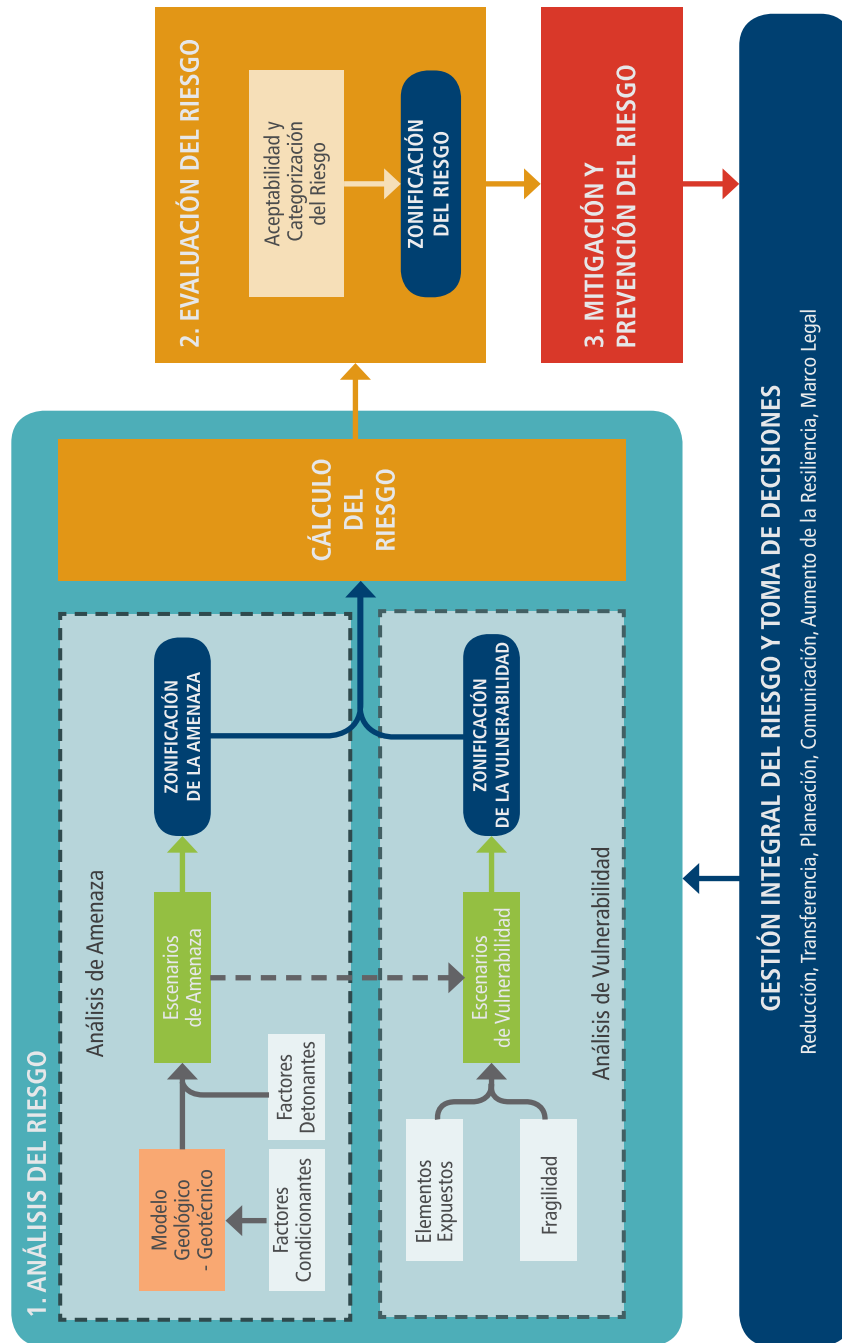 1. ANÁLISIS DEL RIESGO
Análisis de Amenaza
Modelo
Geológico
- Geotécnico
Factores
Condicionantes
Factores
Detonantes
Escenarios
de Amenaza
ZONIFICACIÓN
DE LA AMENAZA
Elementos
Expuestos
Fragilidad
Escenarios
de Vulnerabilidad
ZONIFICACIÓN
DE LA VULNERABILIDAD
Análisis de Vulnerabilidad
CÁLCULO
DEL
RIESGO
2. EVALUACIÓN DEL RIESGO
Aceptabilidad y
Categorización
del Riesgo
ZONIFICACIÓN
DEL RIESGO
3. MITIGACIÓN Y
PREVENCIÓN DEL RIESGO
GESTIÓN INTEGRAL DEL RIESGO Y TOMA DE DECISIONES
Reducción, Transferencia, Planeación, Comunicación, Aumento de la Resiliencia, Marco Legal